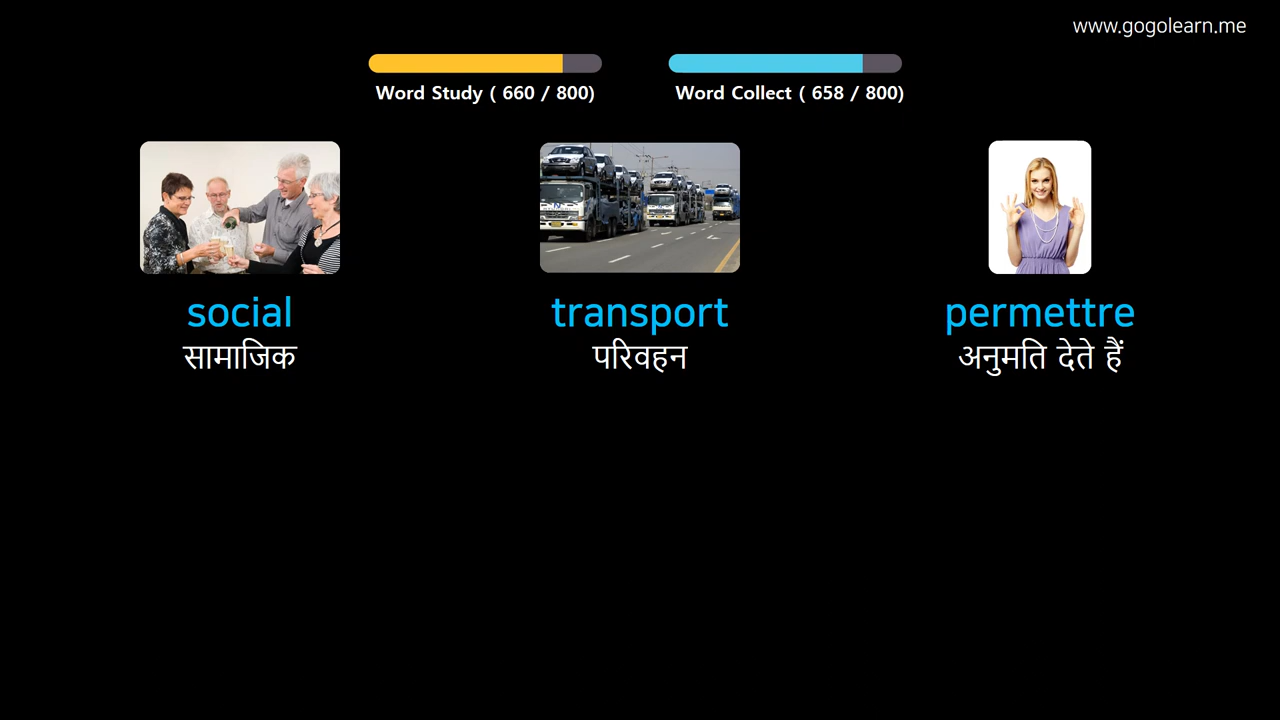 www.gogolearn.me
Word Study ( 660 / 800)
Word Collect ( 658 / 800)
social
transport
permettre
सामाजिक
परिवहन
अनुमति देते हैं